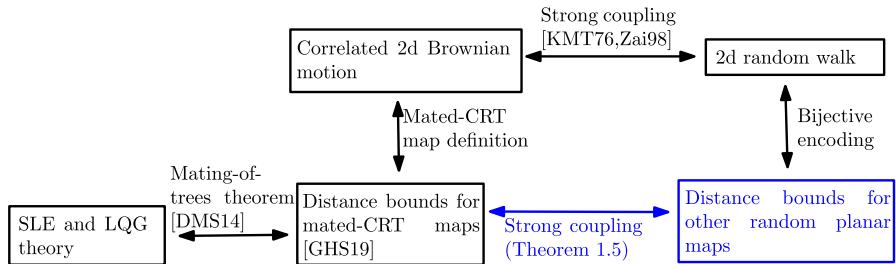 Strong coupling
[KMT76,Zai98]
Correlated 2d Brownian
motion
2d random walk
Mated-CRT
map definition
Bijective
encoding
Mating-of-
trees theorem
[DMS14]
SLE and LQG
theory
Distance bounds for
mated-CRT maps
[GHS19]
Strong coupling
(Theorem 1.5)
Distance bounds for
other random planar
maps